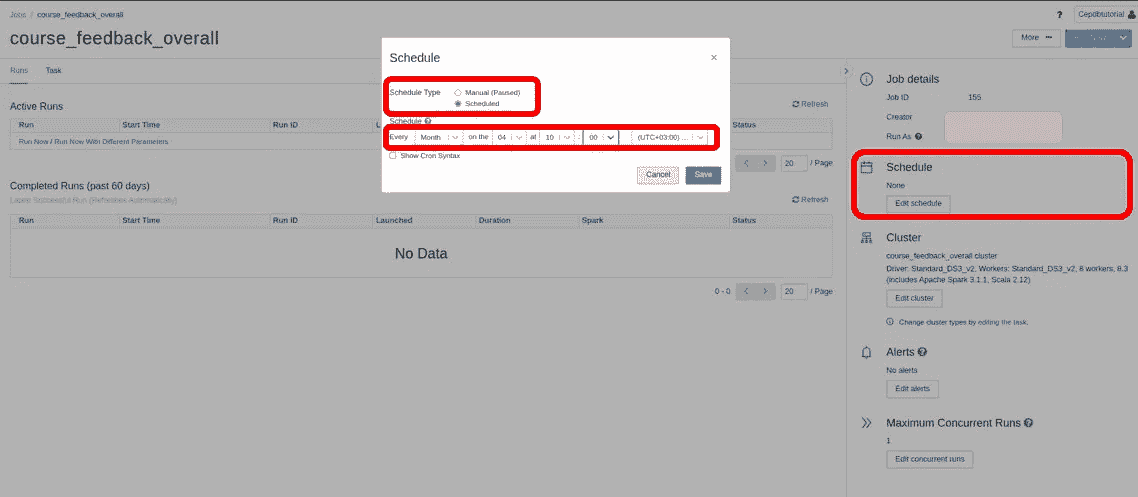 Jobs / course_feedback_overall
? Cepdbtutorial
course_feedback_overall
More ···
Runs Task
Active Runs
Refresh
Run Start Time Run ID Status
Run Now / Run Now With Different Parameters
20 / Page
Completed Runs (past 60 days)
Latest Successful Run (Refreshes Automatically)
Refresh
Run Start Time Run ID Launched Duration Spark Status
No Data
0 - 0 20 / Page
Schedule ×
Schedule Type Manual (Paused)
Scheduled
Schedule ?
Every Month on the 04 at 10 : 00 (UTC+03:00) ...
Show Cron Syntax
Cancel Save
Job details
Job ID 155
Creator
Run As ?
Schedule
None
Edit schedule
Cluster
course_feedback_overall cluster
Driver: Standard_DS3_v2, Workers: Standard_DS3_v2, 8 workers, 8.3
(includes Apache Spark 3.1.1, Scala 2.12)
Edit cluster
Change cluster types by editing the task.
Alerts ?
No alerts
Edit alerts
Maximum Concurrent Runs ?
1
Edit concurrent runs